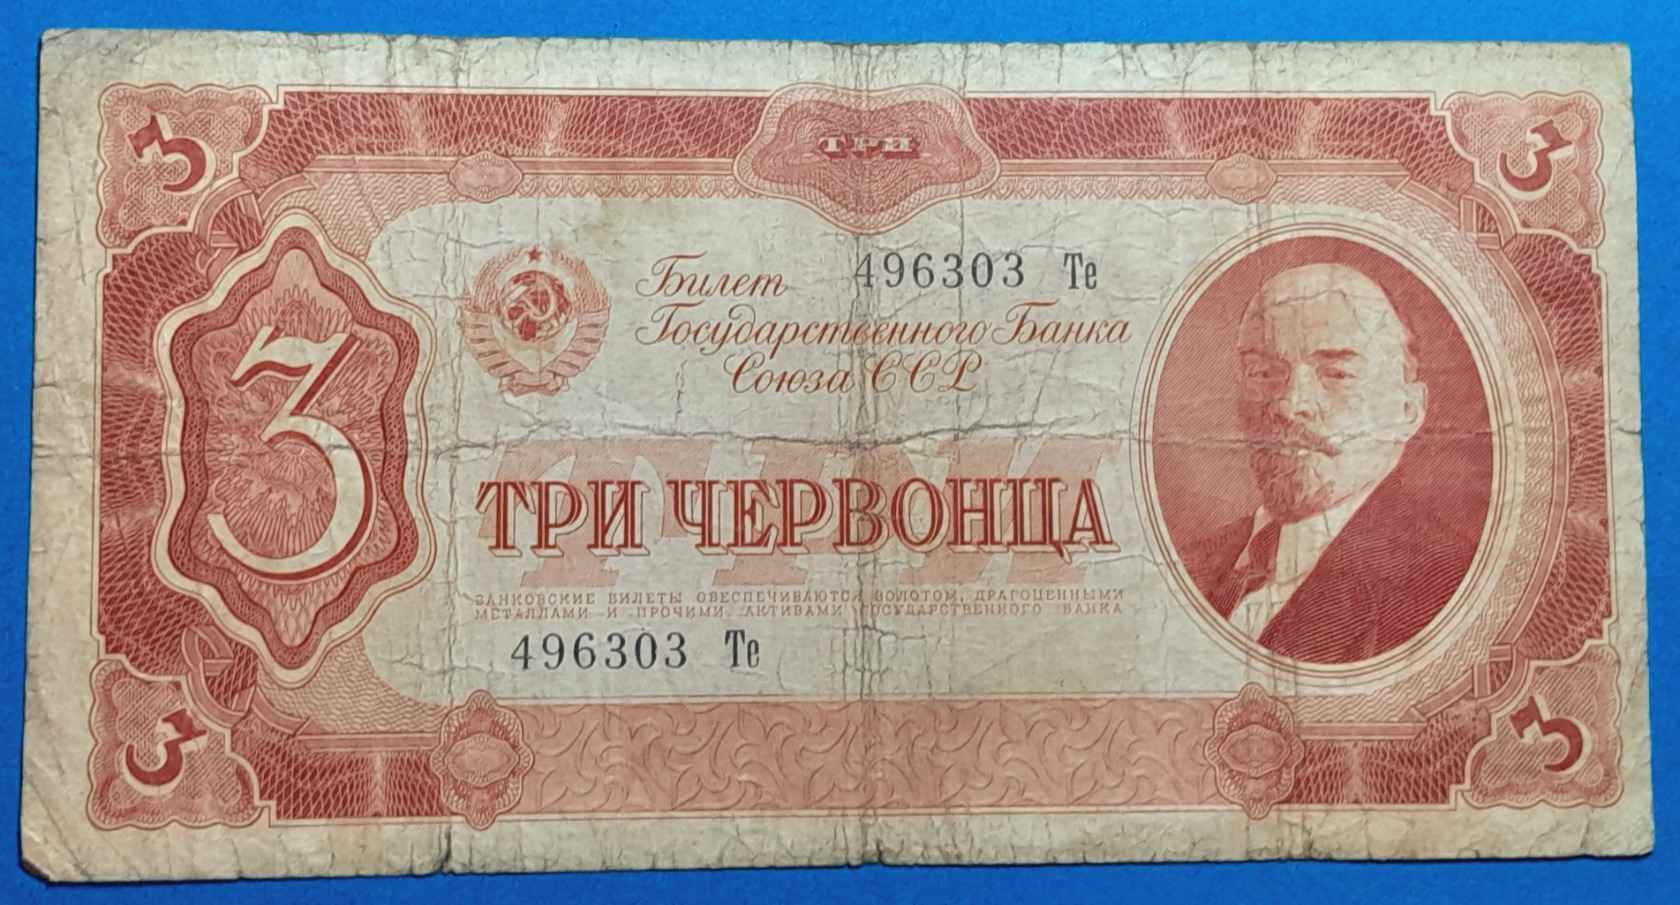 3 ТРИ 3
Билет 496303 Те
Государственного Банка
Союза ССР
3
ТРИ
ТРИ ЧЕРВОНЦА
БАНКОВСКИЕ БИЛЕТЫ ОБЕСПЕЧИВАЮТСЯ ЗОЛОТОМ, ДРАГОЦЕННЫМИ
МЕТАЛЛАМИ И ПРОЧИМИ АКТИВАМИ ГОСУДАРСТВЕННОГО БАНКА
496303 Те
3 3